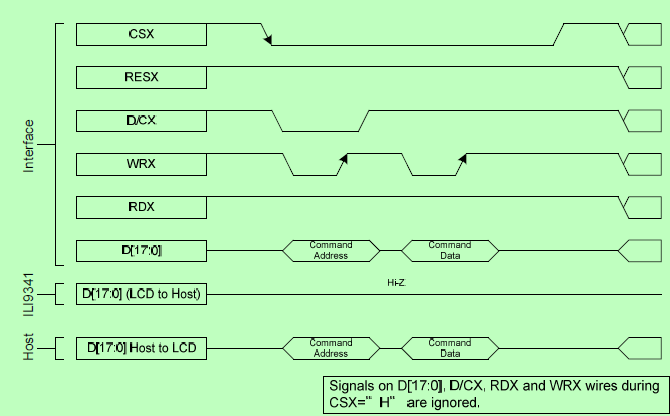 CSX
RESX
D/CX
WRX
RDX
D[17:0]
Command
Address
Command
Data
Interface
Hi-Z
D[17:0] (LCD to Host)
ILI9341
D[17:0] Host to LCD
Command
Address
Command
Data
Host
Signals on D[17:0], D/CX, RDX and WRX wires during
CSX="H" are ignored.